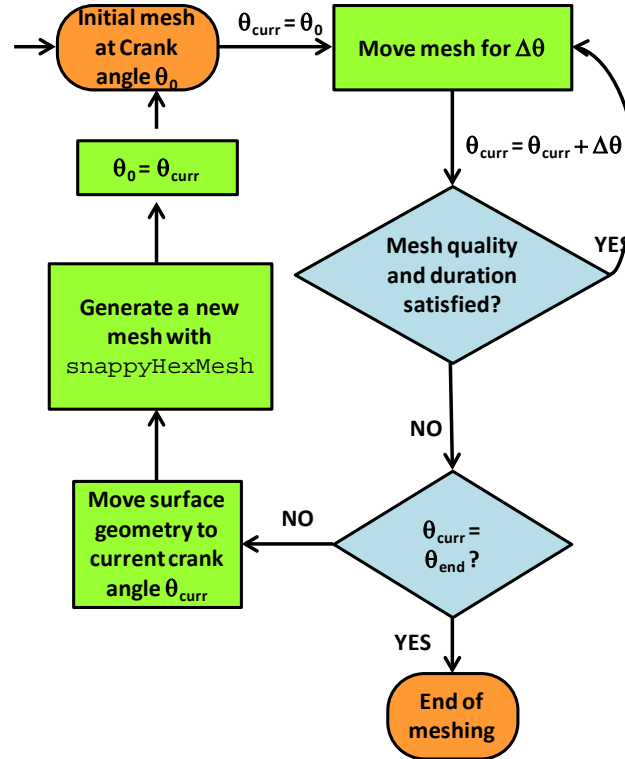 Initial mesh
at Crank
angle θ0
θcurr = θ0
Move mesh for Δθ
θcurr = θcurr + Δθ
θ0 = θcurr
Mesh quality
and duration
satisfied?
YES
Generate a new
mesh with
snappyHexMesh
NO
Move surface
geometry to
current crank
angle θcurr
NO
θcurr =
θend ?
YES
End of
meshing